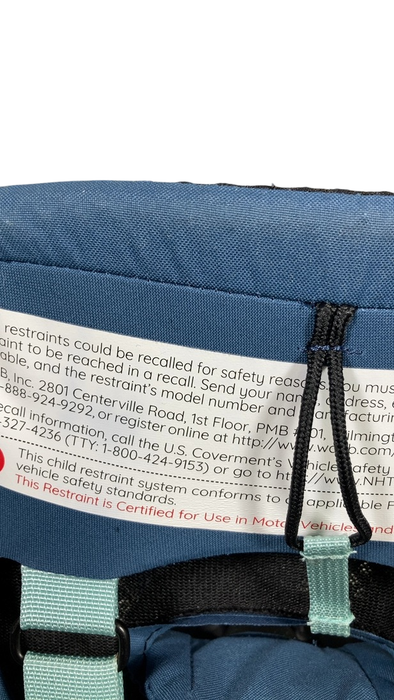 restraints could be recalled for safety reasons. you mus
aint to be reached in a recall. Send your name, address, e
able, and the restraint's model number and manufacturin
B, Inc. 2801 Centerville Road, 1st Floor, PMB
-888-924-9292, or register online at http://www.
ecall information, call the U.S. Coverment's Vehicle Safety
-327-4236 (TTY: 1-800-424-9153) or go to http://www.NHT
This child restraint system conforms to applicable F
vehicle safety standards.
This Restraint is Certified for Use in Motor Vehicles and